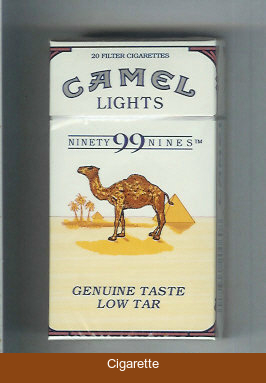 20 FILTER CIGARETTES
CAMEL
LIGHTS
NINETY 99 NINES™
GENUINE TASTE
LOW TAR
Cigarette